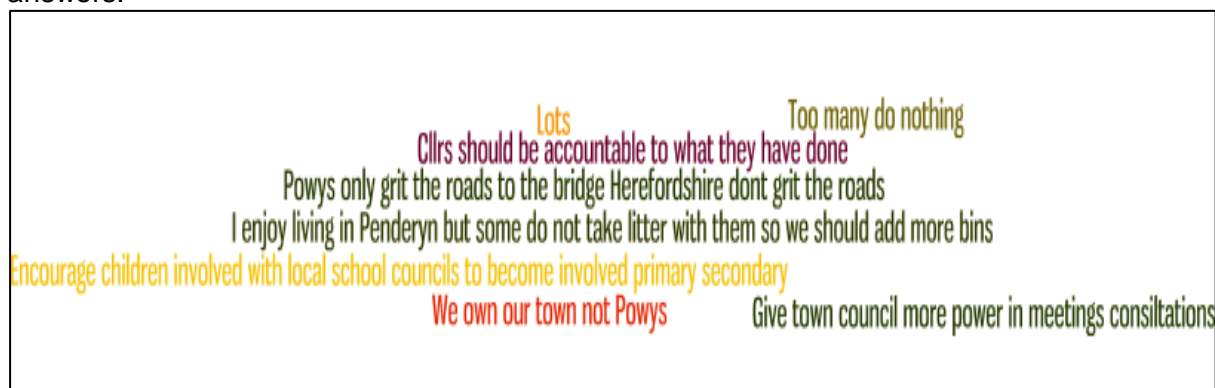 answers.
Lots
Too many do nothing
Cllrs should be accountable to what they have done
Powys only grit the roads to the bridge Herefordshire dont grit the roads
I enjoy living in Penderyn but some do not take litter with them so we should add more bins
Encourage children involved with local school councils to become involved primary secondary
We own our town not Powys
Give town council more power in meetings consiltations